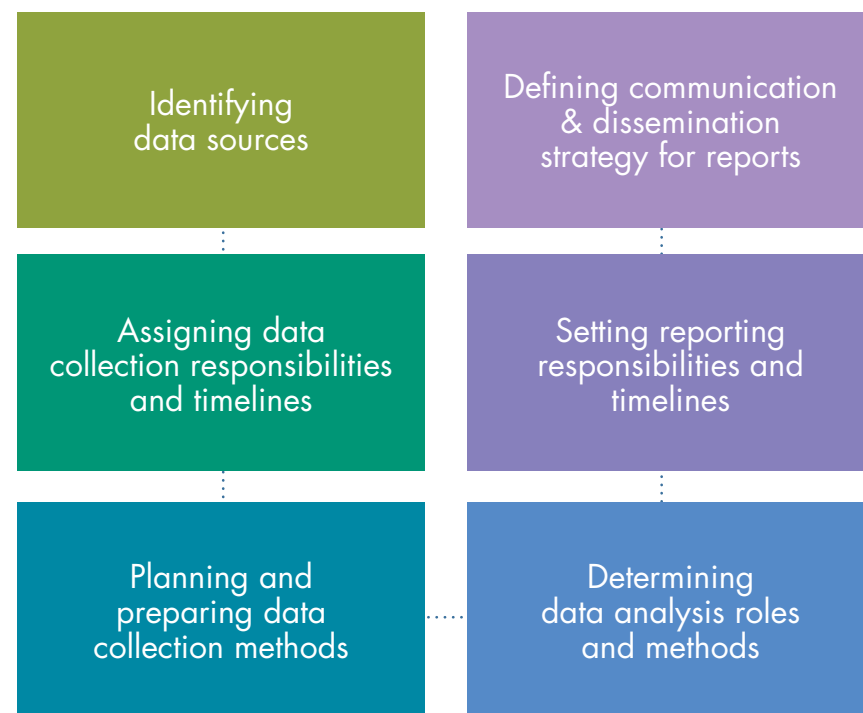 Identifying
data sources
Assigning data
collection responsibilities
and timelines
Planning and
preparing data
collection methods
Determining
data analysis roles
and methods
Setting reporting
responsibilities and
timelines
Defining communication
& dissemination
strategy for reports